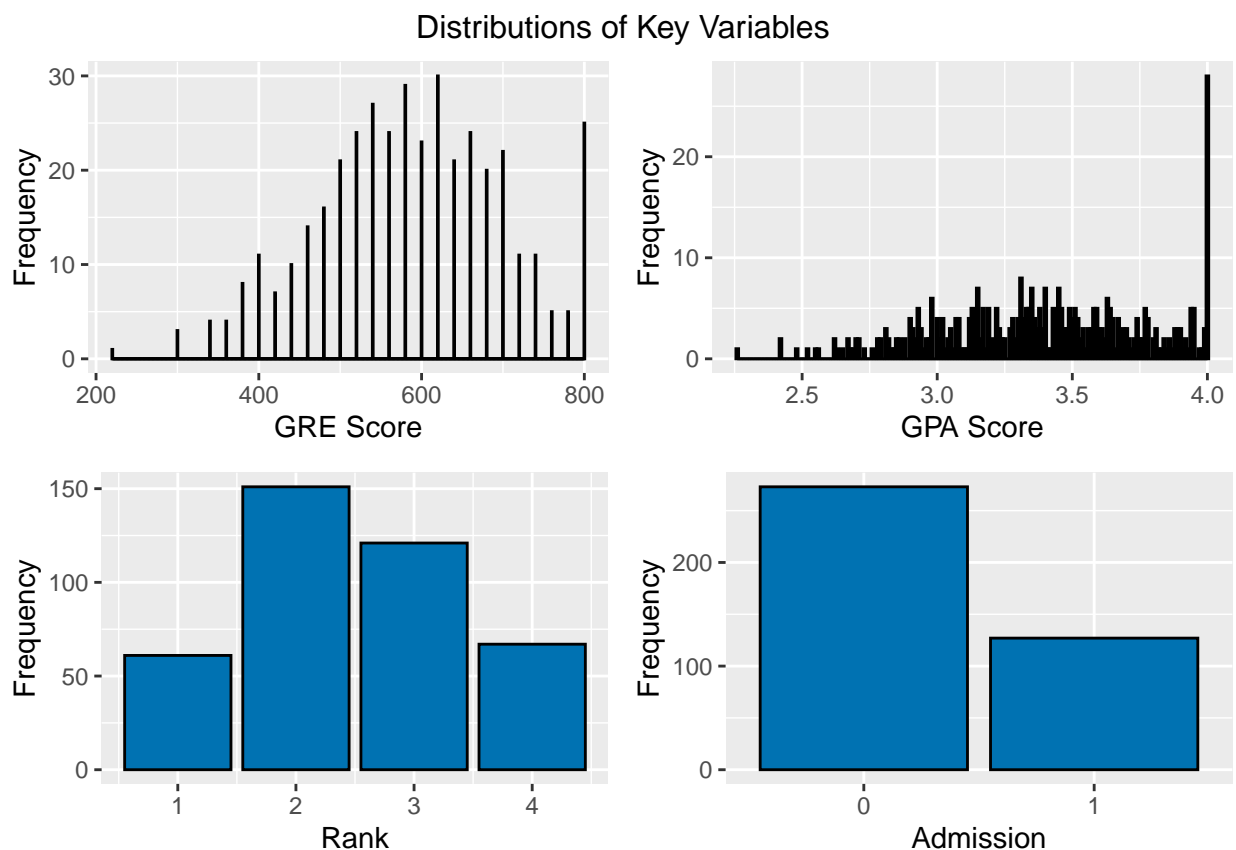 Distributions of Key Variables
30
20
10
0
Frequency
200 400 600 800
GRE Score
20
10
0
Frequency
2.5 3.0 3.5 4.0
GPA Score
150
100
50
0
Frequency
1 2 3 4
Rank
200
100
0
Frequency
0 1
Admission